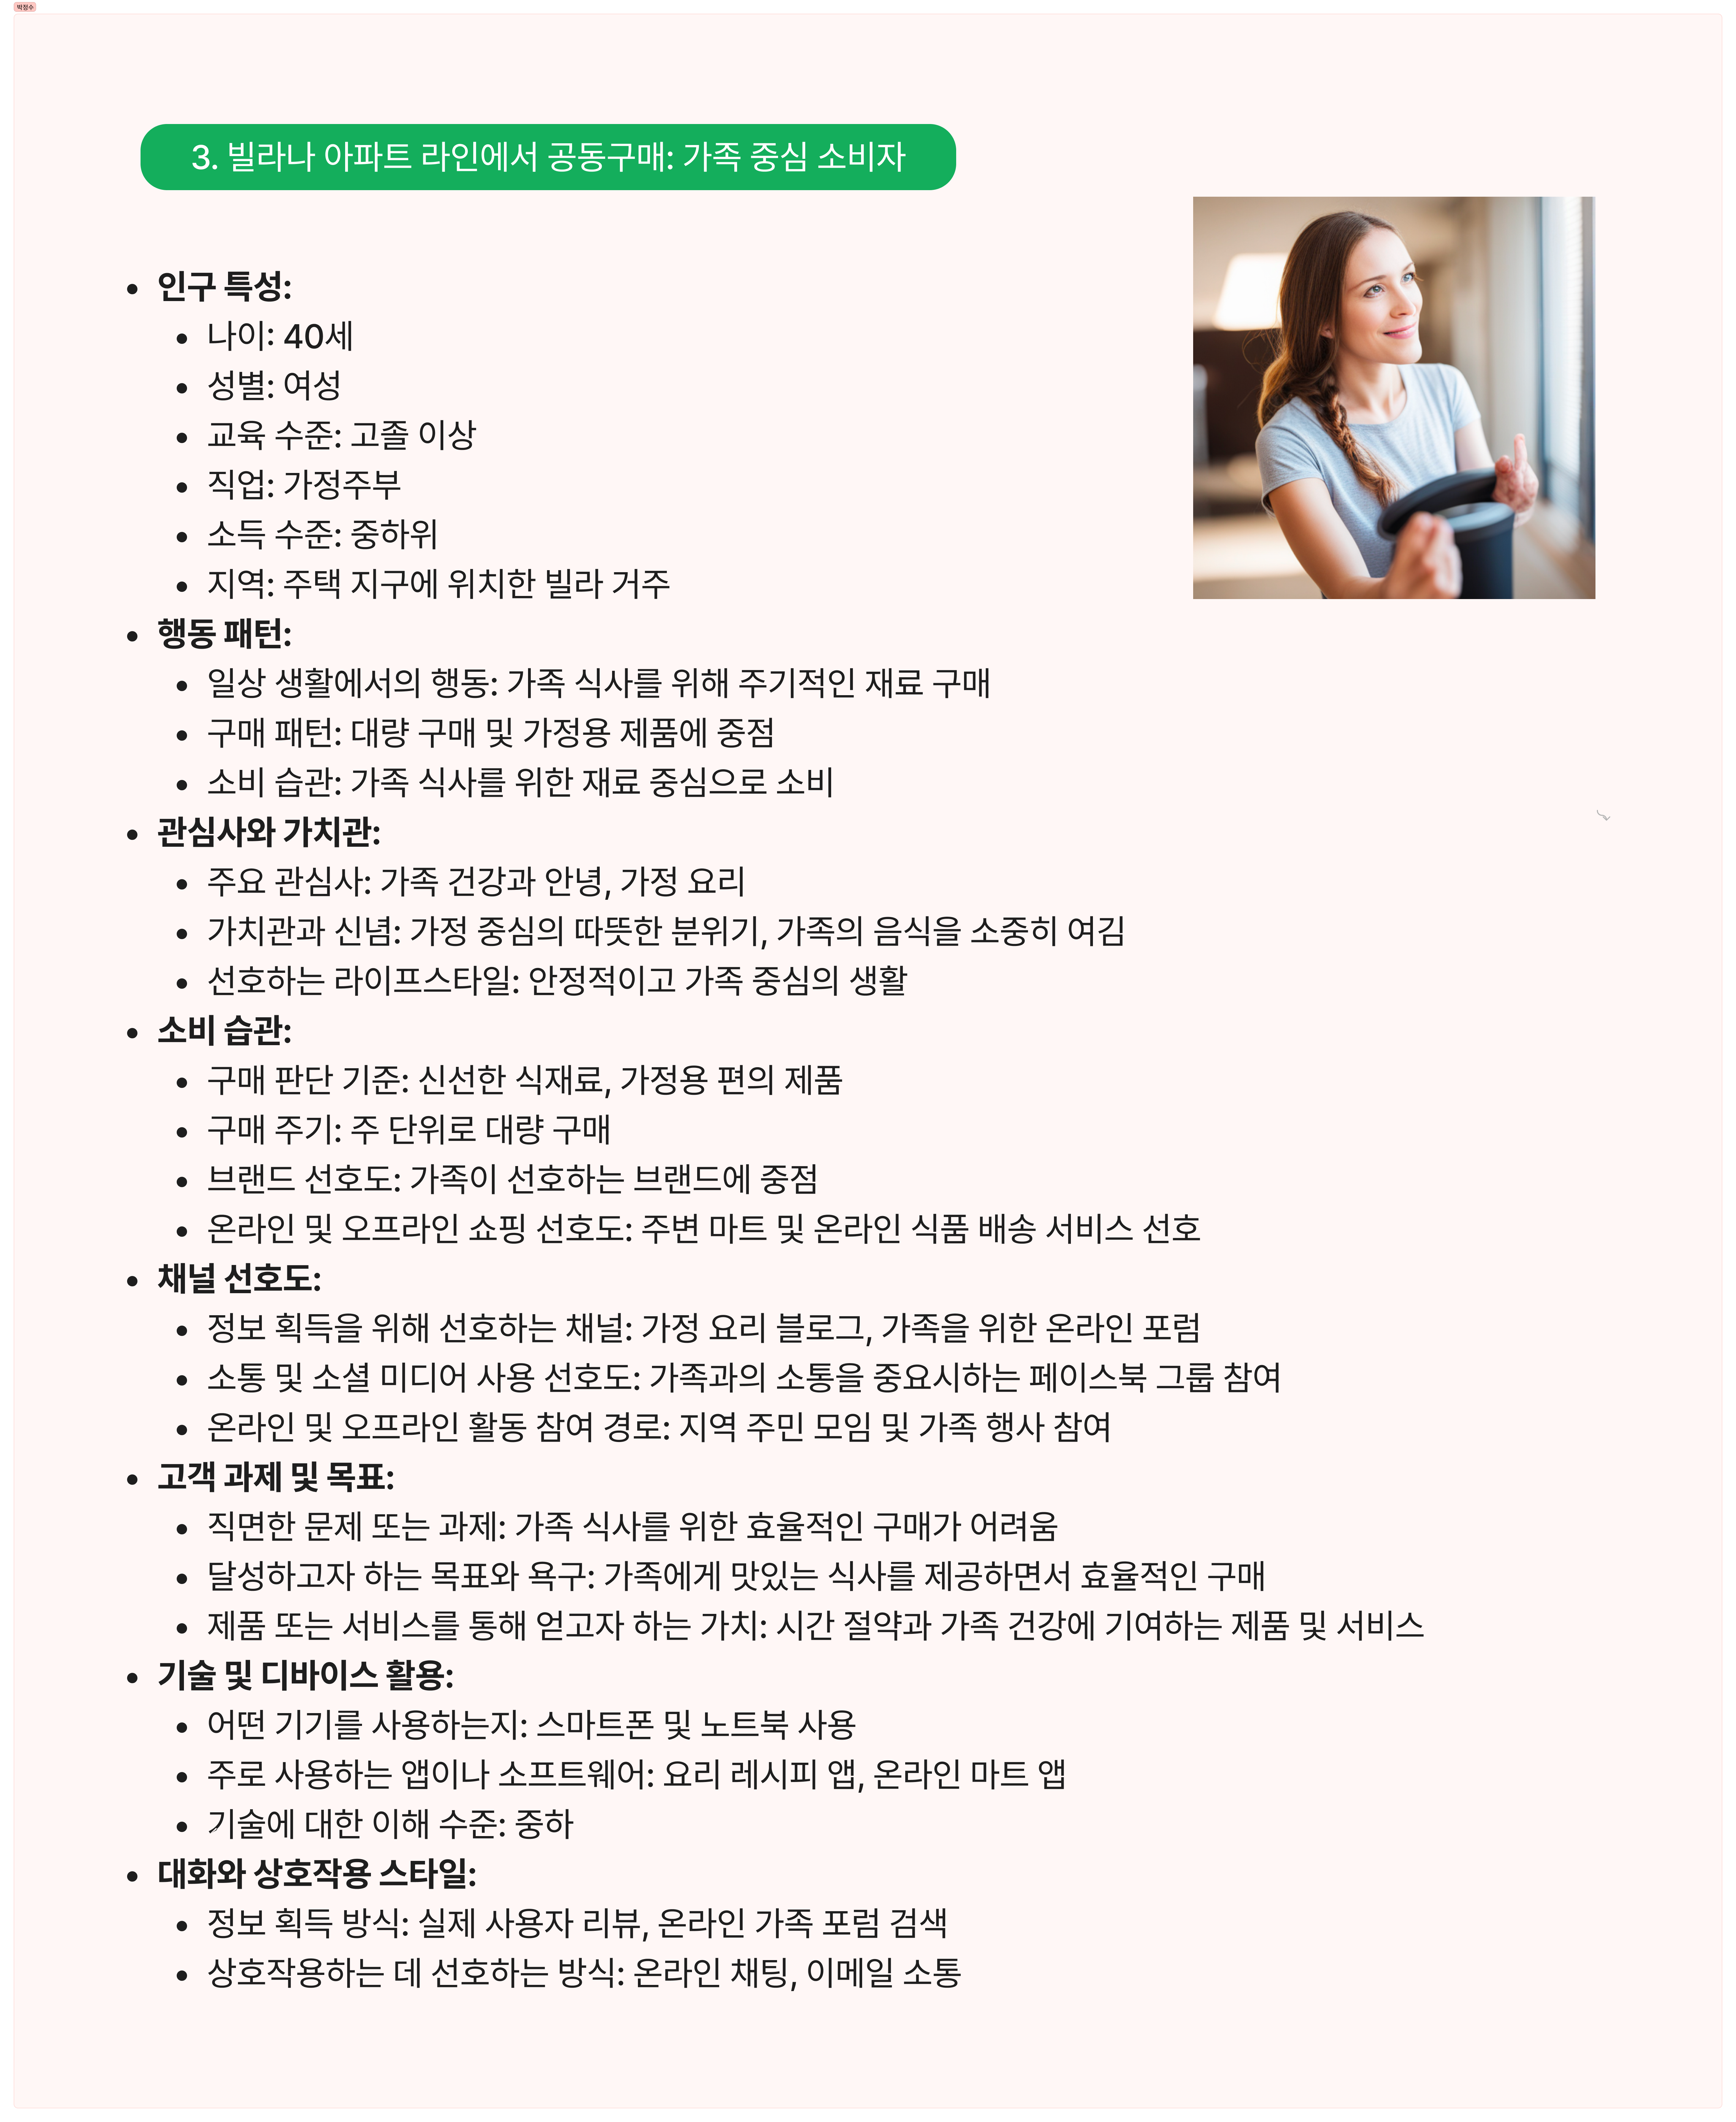 박정수
3. 빌라나 아파트 라인에서 공동구매: 가족 중심 소비자
인구 특성:
나이: 40세
성별: 여성
교육 수준: 고졸 이상
직업: 가정주부
소득 수준: 중하위
지역: 주택 지구에 위치한 빌라 거주
행동 패턴:
일상 생활에서의 행동: 가족 식사를 위해 주기적인 재료 구매
구매 패턴: 대량 구매 및 가정용 제품에 중점
소비 습관: 가족 식사를 위한 재료 중심으로 소비
관심사와 가치관:
주요 관심사: 가족 건강과 안녕, 가정 요리
가치관과 신념: 가정 중심의 따뜻한 분위기, 가족의 음식을 소중히 여김
선호하는 라이프스타일: 안정적이고 가족 중심의 생활
소비 습관:
구매 판단 기준: 신선한 식재료, 가정용 편의 제품
구매 주기: 주 단위로 대량 구매
브랜드 선호도: 가족이 선호하는 브랜드에 중점
온라인 및 오프라인 쇼핑 선호도: 주변 마트 및 온라인 식품 배송 서비스 선호
채널 선호도:
정보 획득을 위해 선호하는 채널: 가정 요리 블로그, 가족을 위한 온라인 포럼
소통 및 소셜 미디어 사용 선호도: 가족과의 소통을 중요시하는 페이스북 그룹 참여
온라인 및 오프라인 활동 참여 경로: 지역 주민 모임 및 가족 행사 참여
고객 과제 및 목표:
직면한 문제 또는 과제: 가족 식사를 위한 효율적인 구매가 어려움
달성하고자 하는 목표와 욕구: 가족에게 맛있는 식사를 제공하면서 효율적인 구매
제품 또는 서비스를 통해 얻고자 하는 가치: 시간 절약과 가족 건강에 기여하는 제품 및 서비스
기술 및 디바이스 활용:
어떤 기기를 사용하는지: 스마트폰 및 노트북 사용
주로 사용하는 앱이나 소프트웨어: 요리 레시피 앱, 온라인 마트 앱
기술에 대한 이해 수준: 중하
대화와 상호작용 스타일:
정보 획득 방식: 실제 사용자 리뷰, 온라인 가족 포럼 검색
상호작용하는 데 선호하는 방식: 온라인 채팅, 이메일 소통